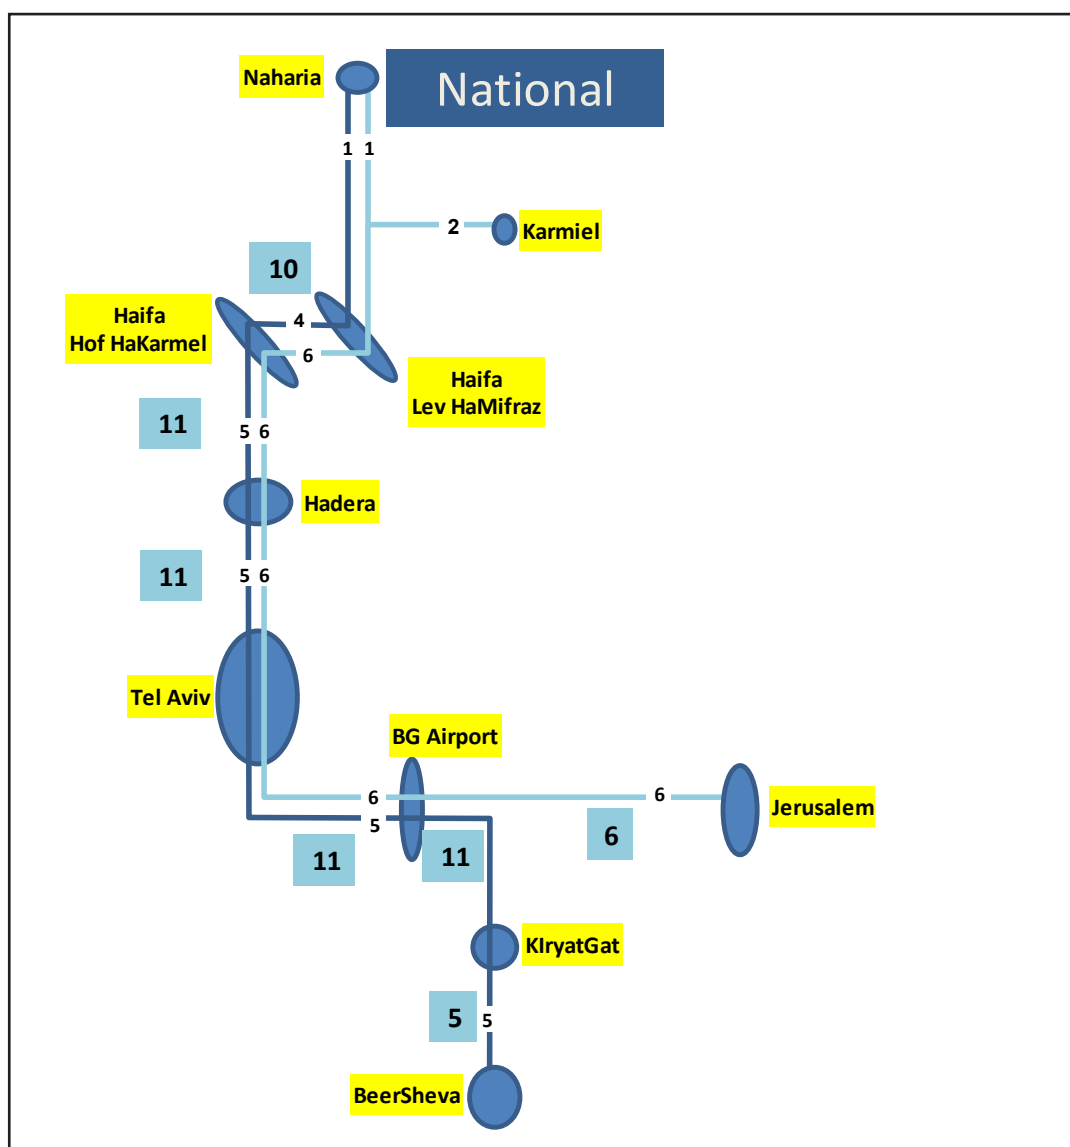 Naharia
National
1 1
2
Karmiel
10
Haifa
Hof HaKarmel
4
6
Haifa
Lev HaMifraz
11
5 6
Hadera
11
5 6
Tel Aviv
BG Airport
6
6
5
Jerusalem
6
11
11
KIryatGat
5
5
BeerSheva